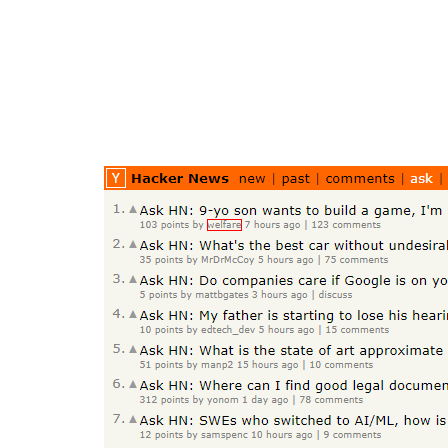 Y Hacker News new | past | comments | ask |
1. Ask HN: 9-yo son wants to build a game, I'm
103 points by welfare 7 hours ago | 123 comments
2. Ask HN: What's the best car without undesira
35 points by MrDrMcCoy 5 hours ago | 75 comments
3. Ask HN: Do companies care if Google is on yo
5 points by mattbgates 3 hours ago | discuss
4. Ask HN: My father is starting to lose his heari
10 points by edtech_dev 5 hours ago | 15 comments
5. Ask HN: What is the state of art approximate
51 points by manp2 15 hours ago | 10 comments
6. Ask HN: Where can I find good legal documen
312 points by yonom 1 day ago | 78 comments
7. Ask HN: SWEs who switched to AI/ML, how is
12 points by samspenc 10 hours ago | 9 comments